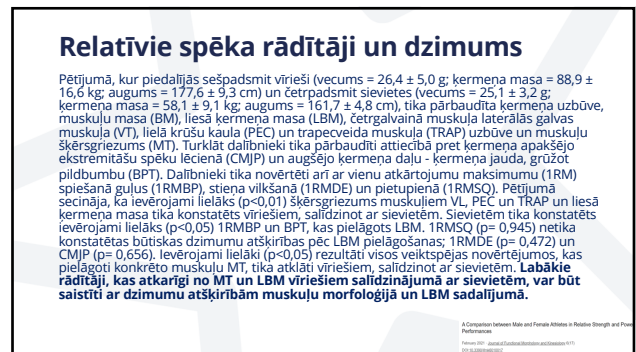 Relatīvie spēka rādītāji un dzimums
Pētījumā, kur piedalījās sešpadsmit vīrieši (vecums = 26,4 ± 5,0 g; ķermeņa masa = 88,9 ±
16,6 kg; augums = 177,6 ± 9,3 cm) un četrpadsmit sievietes (vecums = 25,1 ± 3,2 g;
ķermeņa masa = 58,1 ± 9,1 kg; augums = 161,7 ± 4,8 cm), tika pārbaudīta ķermeņa uzbūve,
muskuļu masa (BM), liesā ķermeņa masa (LBM), četrgalvainā muskuļa laterālās galvas
muskuļa (VT), lielā krūšu kaula (PEC) un trapecveida muskuļa (TRAP) uzbūve un muskuļu
šķērsgriezums (MT). Turklāt dalībnieki tika pārbaudīti attiecībā pret ķermeņa apakšējo
ekstremitāšu spēku lēcienā (CMJP) un augšējo ķermeņa daļu - ķermeņa jauda, grūžot
pildbumbu (BPT). Dalībnieki tika novērtēti arī ar vienu atkārtojumu maksimumu (1RM)
spiešanā guļus (1RMBP), stieņa vilkšanā (1RMDE) un pietupienā (1RMSQ). Pētījumā
secināja, ka ievērojami lielāks (p<0,01) šķērsgriezums muskuļiem VL, PEC un TRAP un liesā
ķermeņa masa tika konstatēts vīriešiem, salīdzinot ar sievietēm. Sievietēm tika konstatēts
ievērojami lielāks (p<0,05) 1RMBP un BPT, kas pielāgots LBM. 1RMSQ (p= 0,945) netika
konstatētas būtiskas dzimumu atšķirības pēc LBM pielāgošanas; 1RMDE (p= 0,472) un
CMJP (p= 0,656). Ievērojami lielāki (p<0,05) rezultāti visos veiktspējas novērtējumos, kas
pielāgoti konkrēto muskuļu MT, tika atklāti vīriešiem, salīdzinot ar sievietēm. Labākie
rādītāji, kas atkarīgi no MT un LBM vīriešiem salīdzinājumā ar sievietēm, var būt
saistīti ar dzimumu atšķirībām muskuļu morfoloģijā un LBM sadalījumā.
A Comparison between Male and Female Athletes in Relative Strength and Power
Performances
February 2021 · Journal of Functional Morphology and Kinesiology 6(17)